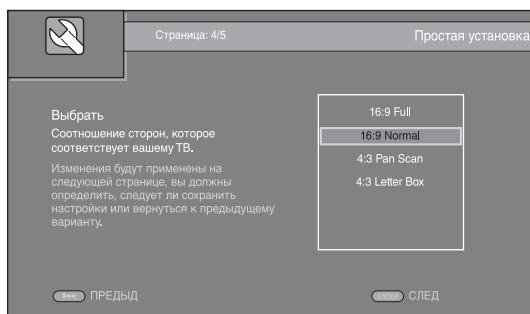 Страница: 4/5
Простая установка
Выбрать
Соотношение сторон, которое
соответствует вашему ТВ.
Изменения будут применены на
следующей странице, вы должны
определить, следует ли сохранить
настройки или вернуться к предыдущему
варианту.
16:9 Full
16:9 Normal
4:3 Pan Scan
4:3 Letter Box
ПРЕДЫД
ENTER СЛЕД